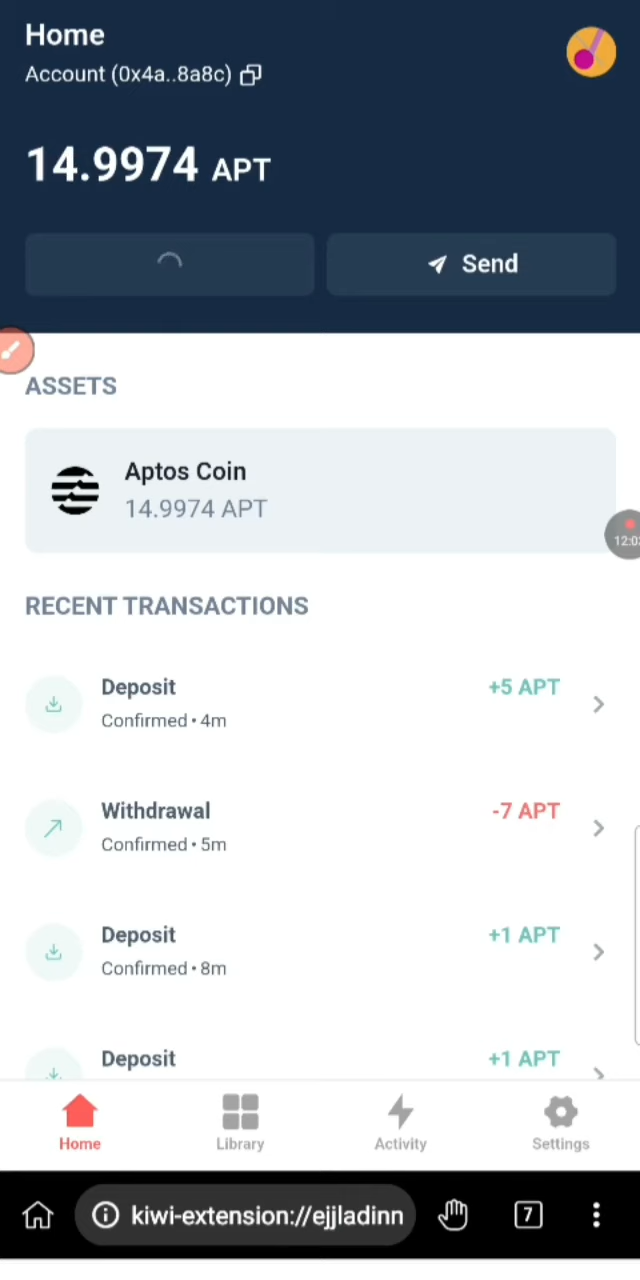 Home
Account (0x4a..8a8c)
14.9974 APT
Send
ASSETS
Aptos Coin
14.9974 APT
12:0
RECENT TRANSACTIONS
Deposit
+5 APT
Confirmed • 4m
Withdrawal
-7 APT
Confirmed • 5m
Deposit
+1 APT
Confirmed • 8m
Deposit
+1 APT
Home
Library
Activity
Settings
kiwi-extension://ejjladinn
7